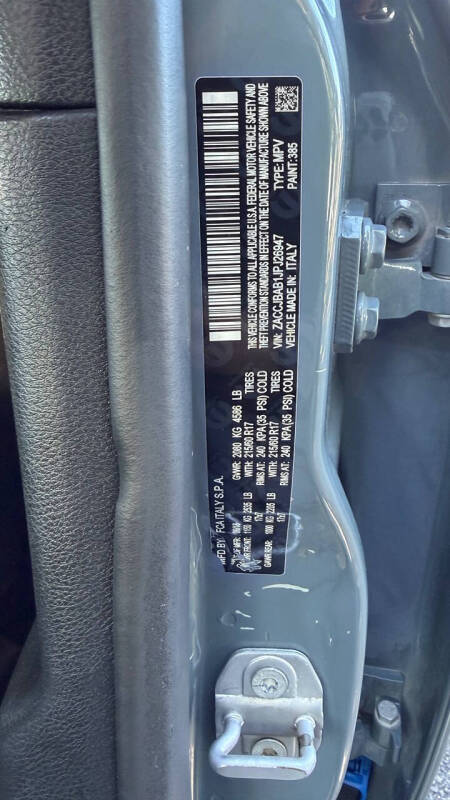 MFD BY FCA ITALY S.P.A.
GVWR: 2080 KG 4586 LB
1150 KG 2535 LB WITH: 215/60 R17 TIRES
17x7 RIMS AT: 240 KPA(35 PSI) COLD
GAWR REAR: 1000 KG 2205 LB WITH: 215/60 R17 TIRES
17x7 RIMS AT: 240 KPA(35 PSI) COLD
THIS VEHICLE CONFORMS TO ALL APPLICABLE U.S.A. FEDERAL MOTOR VEHICLE SAFETY AND
THEFT PREVENTION STANDARDS IN EFFECT ON THE DATE OF MANUFACTURE SHOWN ABOVE.
VIN: ZACCJBAB1JPJ26947 TYPE: MPV
VEHICLE MADE IN: ITALY PAINT:385